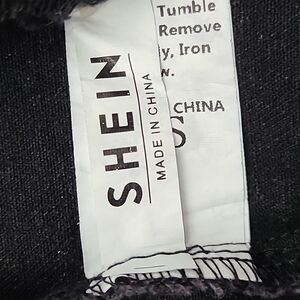 Tumble
Remove
y, Iron
w.
CHINA
S
SHEIN
MADE IN CHINA